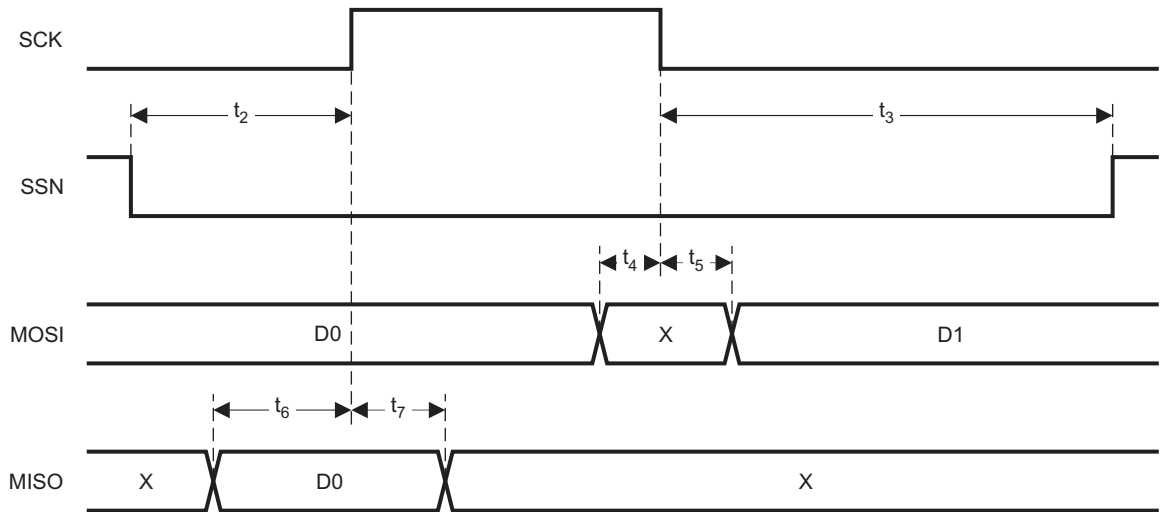 SCK
t2 t3
SSN
t4 t5
MOSI D0 X D1
t6 t7
MISO X D0 X